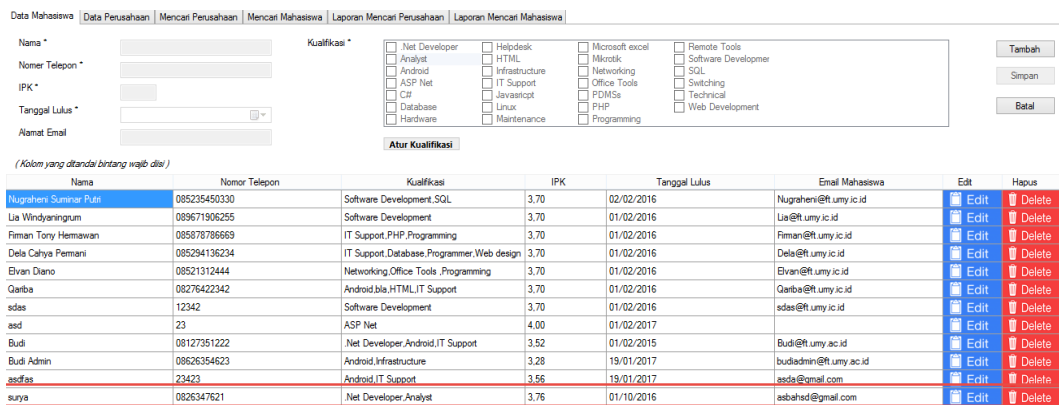 Data Mahasiswa Data Perusahaan Mencari Perusahaan Mencari Mahasiswa Laporan Mencari Perusahaan Laporan Mencari Mahasiswa
Nama *
Nomer Telepon *
IPK *
Tanggal Lulus *
Alamat Email
Kualifikasi *
.Net Developer Helpdesk Microsoft excel Remote Tools
Analyst HTML Mikrotik Software Developmer
Android Infrastructure Networking SQL
ASP Net IT Support Office Tools Switching
C# Javasricpt PDMSs Technical
Database Linux PHP Web Development
Hardware Maintenance Programming
Atur Kualifikasi
Tambah
Simpan
Batal
( Kolom yang ditandai bintang wajib diisi )
Nama Nomor Telepon Kualifikasi IPK Tanggal Lulus Email Mahasiswa Edit Hapus
Nugraheni Suminar Putri 085235450330 Software Development,SQL 3,70 02/02/2016 Nugraheni@ft.umy.ic.id Edit Delete
Lia Windyaningrum 089671906255 Software Development 3,70 01/02/2016 Lia@ft.umy.ic.id Edit Delete
Firman Tony Hermawan 085878786669 IT Support,PHP,Programming 3,70 01/02/2016 Firman@ft.umy.ic.id Edit Delete
Dela Cahya Permani 085294136234 IT Support,Database,Programmer,Web design 3,70 01/02/2016 Dela@ft.umy.ic.id Edit Delete
Elvan Diano 08521312444 Networking,Office Tools ,Programming 3,70 01/02/2016 Elvan@ft.umy.ic.id Edit Delete
Qariba 08276422342 Android,bla,HTML,IT Support 3,70 01/02/2016 Qariba@ft.umy.ic.id Edit Delete
sdas 12342 Software Development 3,70 01/02/2016 sdas@ft.umy.ic.id Edit Delete
asd 23 ASP Net 4,00 01/02/2017 Edit Delete
Budi 08127351222 .Net Developer,Android,IT Support 3,52 01/02/2015 Budi@ft.umy.ac.id Edit Delete
Budi Admin 08626354623 Android,Infrastructure 3,28 19/01/2017 budiadmin@ft.umy.ac.id Edit Delete
asdfas 23423 Android,IT Support 3,56 19/01/2017 asda@gmail.com Edit Delete
surya 0826347621 .Net Developer,Analyst 3,76 01/10/2016 asbahsd@gmail.com Edit Delete